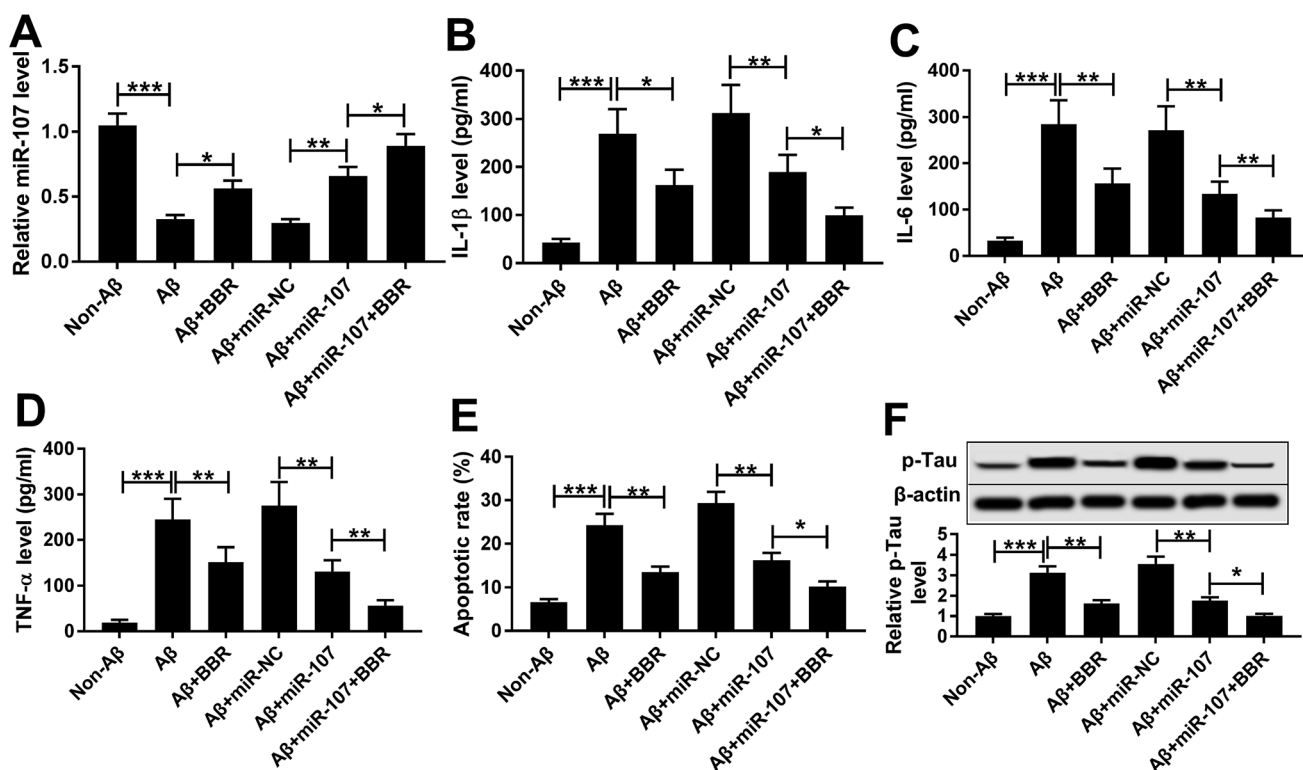 A
Relative miR-107 level
1.5
1.0
0.5
0.0
***
*
**
*
Non-Aβ
Aβ
Aβ+BBR
Aβ+miR-NC
Aβ+miR-107
Aβ+miR-107+BBR
B
IL-1β level (pg/ml)
400
300
200
100
0
***
*
**
*
Non-Aβ
Aβ
Aβ+BBR
Aβ+miR-NC
Aβ+miR-107
Aβ+miR-107+BBR
C
IL-6 level (pg/ml)
400
300
200
100
0
***
**
**
**
Non-Aβ
Aβ
Aβ+BBR
Aβ+miR-NC
Aβ+miR-107
Aβ+miR-107+BBR
D
TNF-α level (pg/ml)
400
300
200
100
0
***
**
**
**
Non-Aβ
Aβ
Aβ+BBR
Aβ+miR-NC
Aβ+miR-107
Aβ+miR-107+BBR
E
Apoptotic rate (%)
40
30
20
10
0
***
**
**
*
Non-Aβ
Aβ
Aβ+BBR
Aβ+miR-NC
Aβ+miR-107
Aβ+miR-107+BBR
F
p-Tau
β-actin
Relative p-Tau
level
5
4
3
2
1
0
***
**
**
*
Non-Aβ
Aβ
Aβ+BBR
Aβ+miR-NC
Aβ+miR-107
Aβ+miR-107+BBR